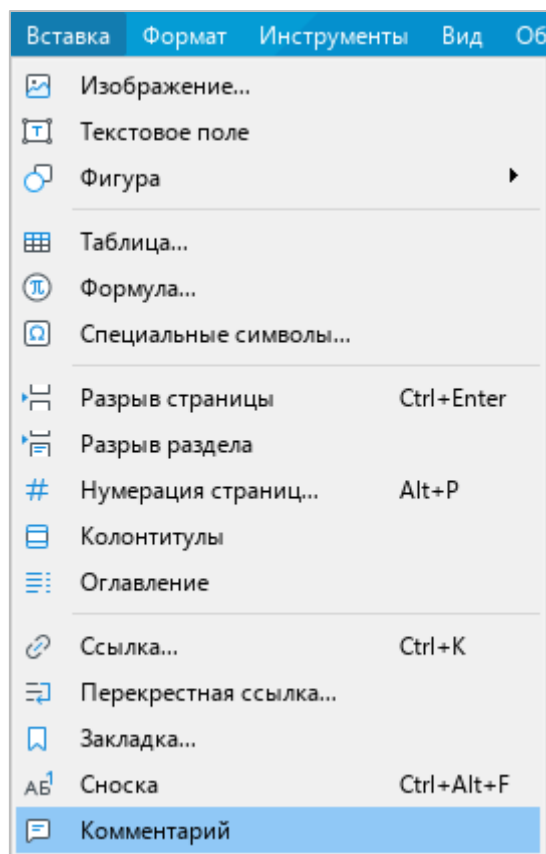 Вставка Формат Инструменты Вид
Изображение...
Текстовое поле
Фигура
Таблица...
Формула...
Специальные символы...
Разрыв страницы Ctrl+Enter
Разрыв раздела
Нумерация страниц... Alt+P
Колонтитулы
Оглавление
Ссылка... Ctrl+K
Перекрестная ссылка...
Закладка...
Сноска Ctrl+Alt+F
Комментарий